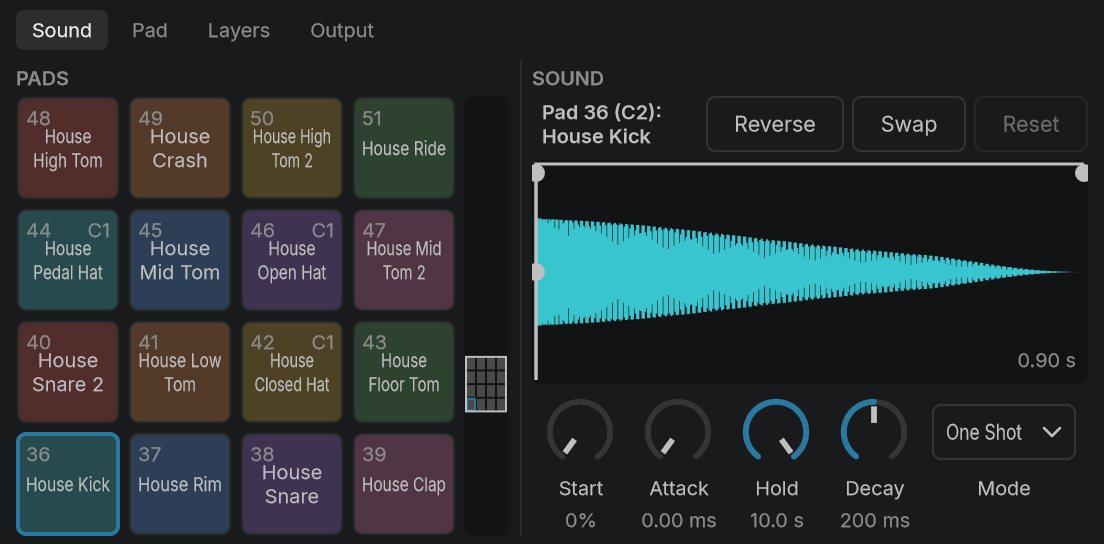 Sound Pad Layers Output
PADS
48
House
High Tom
49
House
Crash
50
House High
Tom 2
51
House Ride
44 C1
House
Pedal Hat
45
House
Mid Tom
46 C1
House
Open Hat
47
House Mid
Tom 2
40
House
Snare 2
41
House Low
Tom
42 C1
House
Closed Hat
43
House
Floor Tom
36
House Kick
37
House Rim
38
House
Snare
39
House Clap
SOUND
Pad 36 (C2):
House Kick
Reverse Swap Reset
0.90 s
One Shot
Start Attack Hold Decay Mode
0% 0.00 ms 10.0 s 200 ms